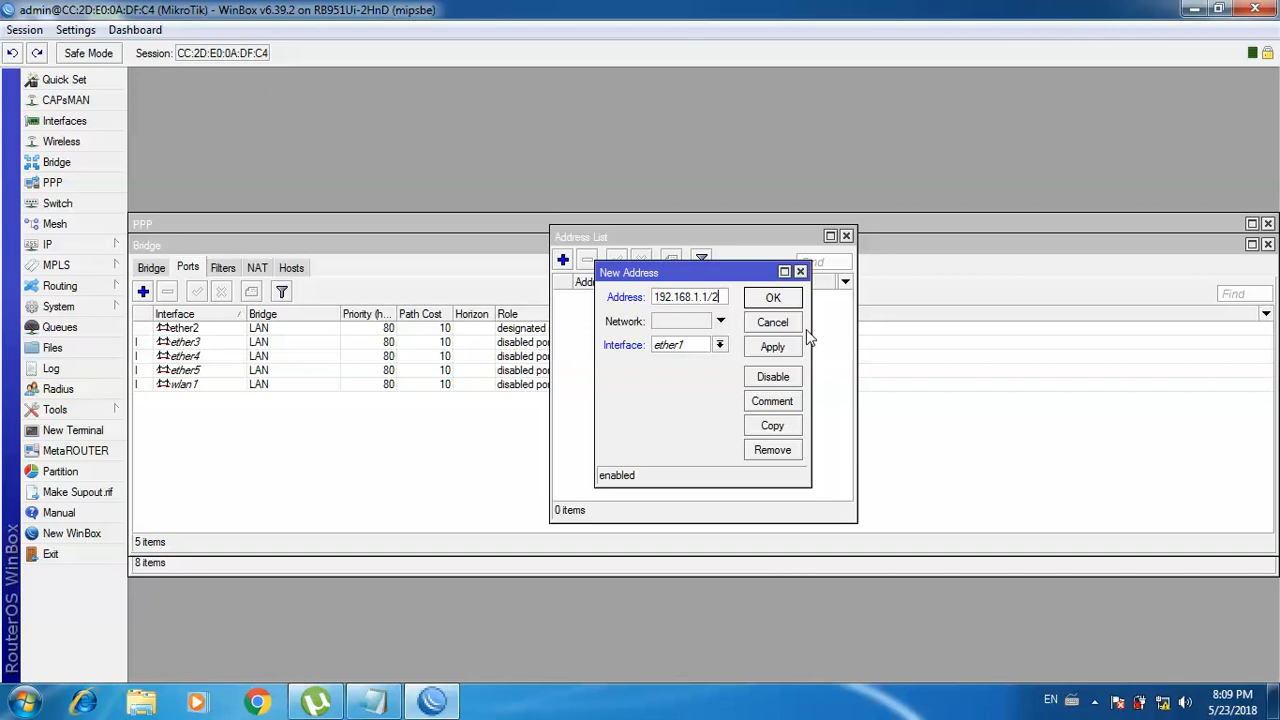 admin@CC:2D:E0:0A:DF:C4 (MikroTik) - WinBox v6.39.2 on RB951Ui-2HnD (mipsbe)
Session Settings Dashboard
Safe Mode Session: CC:2D:E0:0A:DF:C4
Quick Set
CAPsMAN
Interfaces
Wireless
Bridge
PPP
Switch
Mesh
IP
MPLS
Routing
System
Queues
Files
Log
Radius
Tools
New Terminal
MetaROUTER
Partition
Make Supout.rif
Manual
New WinBox
Exit
RouterOS WinBox
PPP
Bridge
Bridge Ports Filters NAT Hosts
Find
Interface Bridge Priority (h... Path Cost Horizon Role
ether2 LAN 80 10 designated
I ether3 LAN 80 10 disabled po
I ether4 LAN 80 10 disabled po
I ether5 LAN 80 10 disabled po
I wlan1 LAN 80 10 disabled po
5 items
8 items
Address List
Find
Addr
0 items
New Address
Address: 192.168.1.1/2
Network:
Interface: ether1
OK
Cancel
Apply
Disable
Comment
Copy
Remove
enabled
EN
8:09 PM
5/23/2018